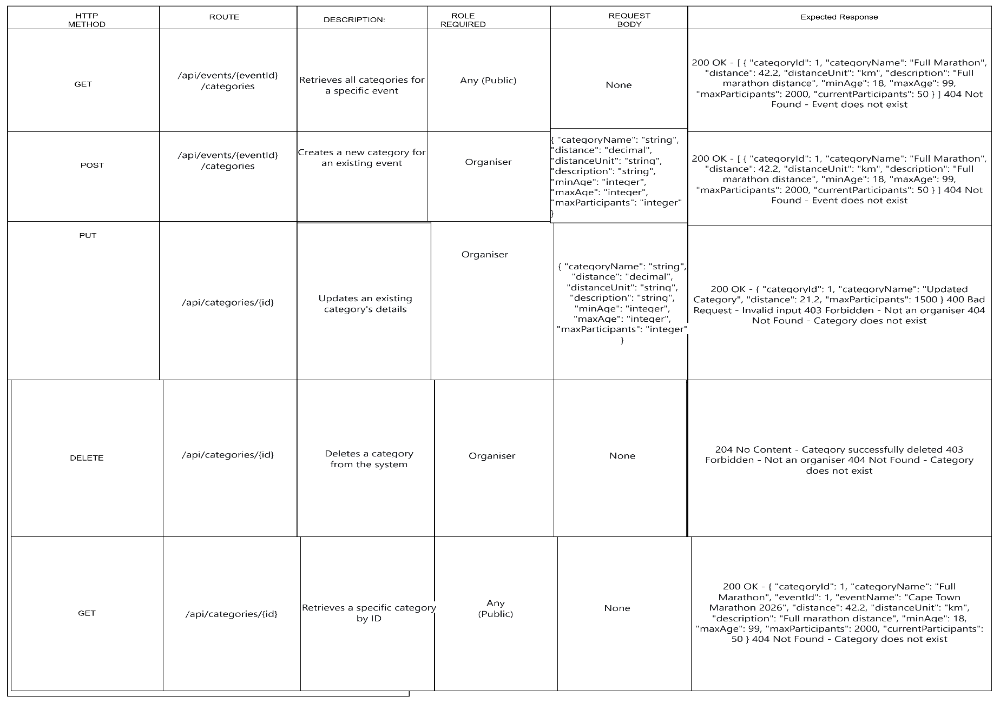 HTTP
METHOD
ROUTE
DESCRIPTION:
ROLE
REQUIRED
REQUEST
BODY
Expected Response
GET
/api/events/{eventId}
/categories
Retrieves all categories for
a specific event
Any (Public)
None
200 OK - [ { "categoryId": 1, "categoryName": "Full Marathon",
"distance": 42.2, "distanceUnit": "km", "description": "Full
marathon distance", "minAge": 18, "maxAge": 99,
"maxParticipants": 2000, "currentParticipants": 50 } ] 404 Not
Found - Event does not exist
POST
/api/events/{eventId}
/categories
Creates a new category for
an existing event
Organiser
{ "categoryName": "string",
"distance": "decimal",
"distanceUnit": "string",
"description": "string",
"minAge": "integer",
"maxAge": "integer",
"maxParticipants": "integer"
}
200 OK - [ { "categoryId": 1, "categoryName": "Full Marathon",
"distance": 42.2, "distanceUnit": "km", "description": "Full
marathon distance", "minAge": 18, "maxAge": 99,
"maxParticipants": 2000, "currentParticipants": 50 } ] 404 Not
Found - Event does not exist
PUT
/api/categories/{id}
Updates an existing
category's details
Organiser
{ "categoryName": "string",
"distance": "decimal",
"distanceUnit": "string",
"description": "string",
"minAge": "integer",
"maxAge": "integer",
"maxParticipants": "integer"
}
200 OK - { "categoryId": 1, "categoryName": "Updated
Category", "distance": 21.2, "maxParticipants": 1500 } 400 Bad
Request - Invalid input 403 Forbidden - Not an organiser 404
Not Found - Category does not exist
DELETE
/api/categories/{id}
Deletes a category
from the system
Organiser
None
204 No Content - Category successfully deleted 403
Forbidden - Not an organiser 404 Not Found - Category
does not exist
GET
/api/categories/{id}
Retrieves a specific category
by ID
Any
(Public)
None
200 OK - { "categoryId": 1, "categoryName": "Full
Marathon", "eventId": 1, "eventName": "Cape Town
Marathon 2026", "distance": 42.2, "distanceUnit": "km",
"description": "Full marathon distance", "minAge": 18,
"maxAge": 99, "maxParticipants": 2000, "currentParticipants":
50 } 404 Not Found - Category does not exist